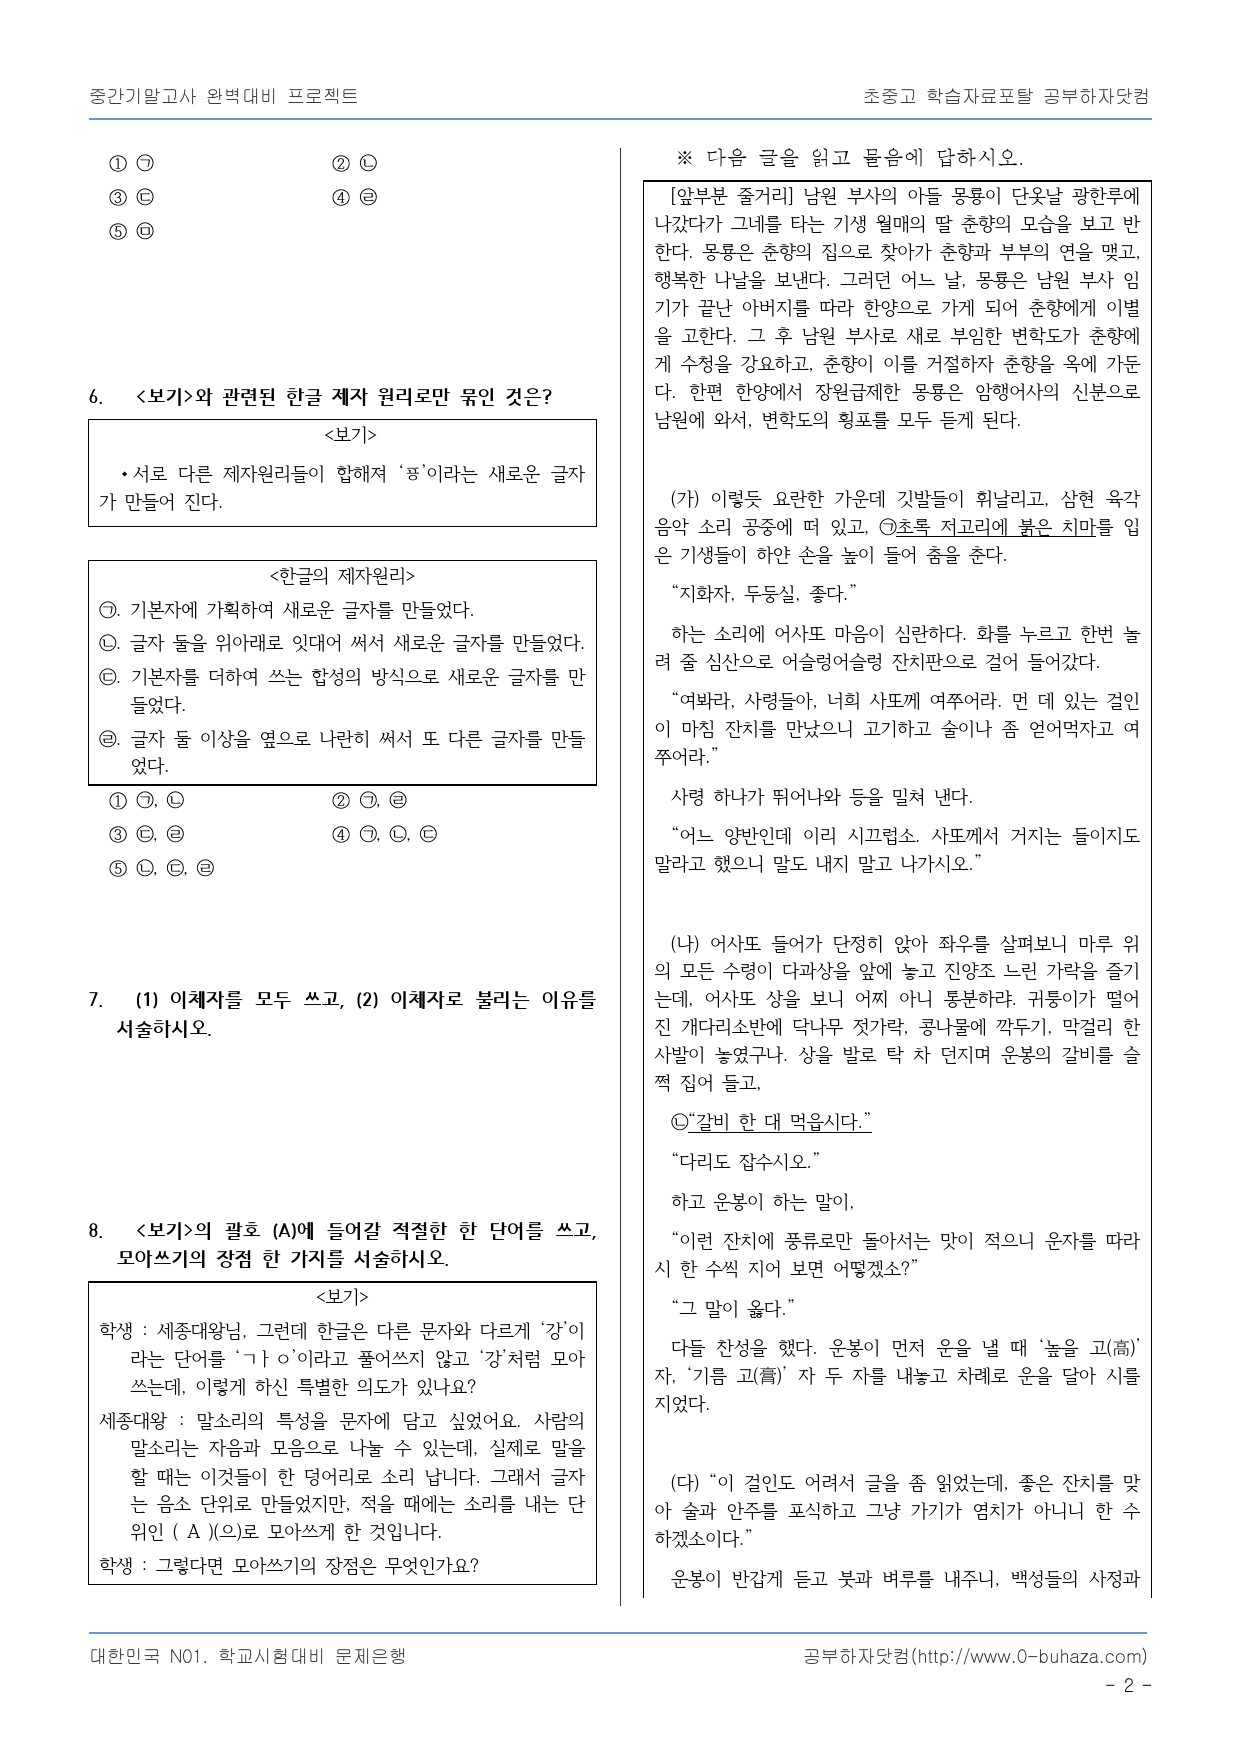 중간기말고사 완벽대비 프로젝트
초중고 학습자료포탈 공부하자닷컴
① ㉠ ② ㉡
③ ㉢ ④ ㉣
⑤ ㉤
6. <보기>와 관련된 한글 제자 원리로만 묶인 것은?
<보기>
•서로 다른 제자원리들이 합해져 ‘ㆄ’이라는 새로운 글자
가 만들어 진다.
<한글의 제자원리>
㉠. 기본자에 가획하여 새로운 글자를 만들었다.
㉡. 글자 둘을 위아래로 잇대어 써서 새로운 글자를 만들었다.
㉢. 기본자를 더하여 쓰는 합성의 방식으로 새로운 글자를 만
들었다.
㉣. 글자 둘 이상을 옆으로 나란히 써서 또 다른 글자를 만들
었다.
① ㉠, ㉡ ② ㉠, ㉣
③ ㉢, ㉣ ④ ㉠, ㉡, ㉢
⑤ ㉡, ㉢, ㉣
7. (1) 이체자를 모두 쓰고, (2) 이체자로 불리는 이유를
서술하시오.
8. <보기>의 괄호 (A)에 들어갈 적절한 한 단어를 쓰고,
모아쓰기의 장점 한 가지를 서술하시오.
<보기>
학생 : 세종대왕님, 그런데 한글은 다른 문자와 다르게 ‘강’이
라는 단어를 ‘ㄱㅏㅇ’이라고 풀어쓰지 않고 ‘강’처럼 모아
쓰는데, 이렇게 하신 특별한 의도가 있나요?
세종대왕 : 말소리의 특성을 문자에 담고 싶었어요. 사람의
말소리는 자음과 모음으로 나눌 수 있는데, 실제로 말을
할 때는 이것들이 한 덩어리로 소리 납니다. 그래서 글자
는 음소 단위로 만들었지만, 적을 때에는 소리를 내는 단
위인 ( A )(으)로 모아쓰게 한 것입니다.
학생 : 그렇다면 모아쓰기의 장점은 무엇인가요?
※ 다음 글을 읽고 물음에 답하시오.
[앞부분 줄거리] 남원 부사의 아들 몽룡이 단옷날 광한루에
나갔다가 그네를 타는 기생 월매의 딸 춘향의 모습을 보고 반
한다. 몽룡은 춘향의 집으로 찾아가 춘향과 부부의 연을 맺고,
행복한 나날을 보낸다. 그러던 어느 날, 몽룡은 남원 부사 임
기가 끝난 아버지를 따라 한양으로 가게 되어 춘향에게 이별
을 고한다. 그 후 남원 부사로 새로 부임한 변학도가 춘향에
게 수청을 강요하고, 춘향이 이를 거절하자 춘향을 옥에 가둔
다. 한편 한양에서 장원급제한 몽룡은 암행어사의 신분으로
남원에 와서, 변학도의 횡포를 모두 듣게 된다.
(가) 이렇듯 요란한 가운데 깃발들이 휘날리고, 삼현 육각
음악 소리 공중에 떠 있고, ㉠초록 저고리에 붉은 치마를 입
은 기생들이 하얀 손을 높이 들어 춤을 춘다.
“지화자, 두둥실, 좋다.”
하는 소리에 어사또 마음이 심란하다. 화를 누르고 한번 놀
려 줄 심산으로 어슬렁어슬렁 잔치판으로 걸어 들어갔다.
“여봐라, 사령들아, 너희 사또께 여쭈어라. 먼 데 있는 걸인
이 마침 잔치를 만났으니 고기하고 술이나 좀 얻어먹자고 여
쭈어라.”
사령 하나가 뛰어나와 등을 밀쳐 낸다.
“어느 양반인데 이리 시끄럽소. 사또께서 거지는 들이지도
말라고 했으니 말도 내지 말고 나가시오.”
(나) 어사또 들어가 단정히 앉아 좌우를 살펴보니 마루 위
의 모든 수령이 다과상을 앞에 놓고 진양조 느린 가락을 즐기
는데, 어사또 상을 보니 어찌 아니 통분하랴. 귀퉁이가 떨어
진 개다리소반에 닥나무 젓가락, 콩나물에 깍두기, 막걸리 한
사발이 놓였구나. 상을 발로 탁 차 던지며 운봉의 갈비를 슬
쩍 집어 들고,
㉡“갈비 한 대 먹읍시다.”
“다리도 잡수시오.”
하고 운봉이 하는 말이,
“이런 잔치에 풍류로만 돌아서는 맛이 적으니 운자를 따라
시 한 수씩 지어 보면 어떻겠소?”
“그 말이 옳다.”
다들 찬성을 했다. 운봉이 먼저 운을 낼 때 ‘높을 고(高)’
자, ‘기름 고(膏)’ 자 두 자를 내놓고 차례로 운을 달아 시를
지었다.
(다) “이 걸인도 어려서 글을 좀 읽었는데, 좋은 잔치를 맞
아 술과 안주를 포식하고 그냥 가기가 염치가 아니니 한 수
하겠소이다.”
운봉이 반갑게 듣고 붓과 벼루를 내주니, 백성들의 사정과
대한민국 N01. 학교시험대비 문제은행
공부하자닷컴(http://www.0-buhaza.com)
- 2 -